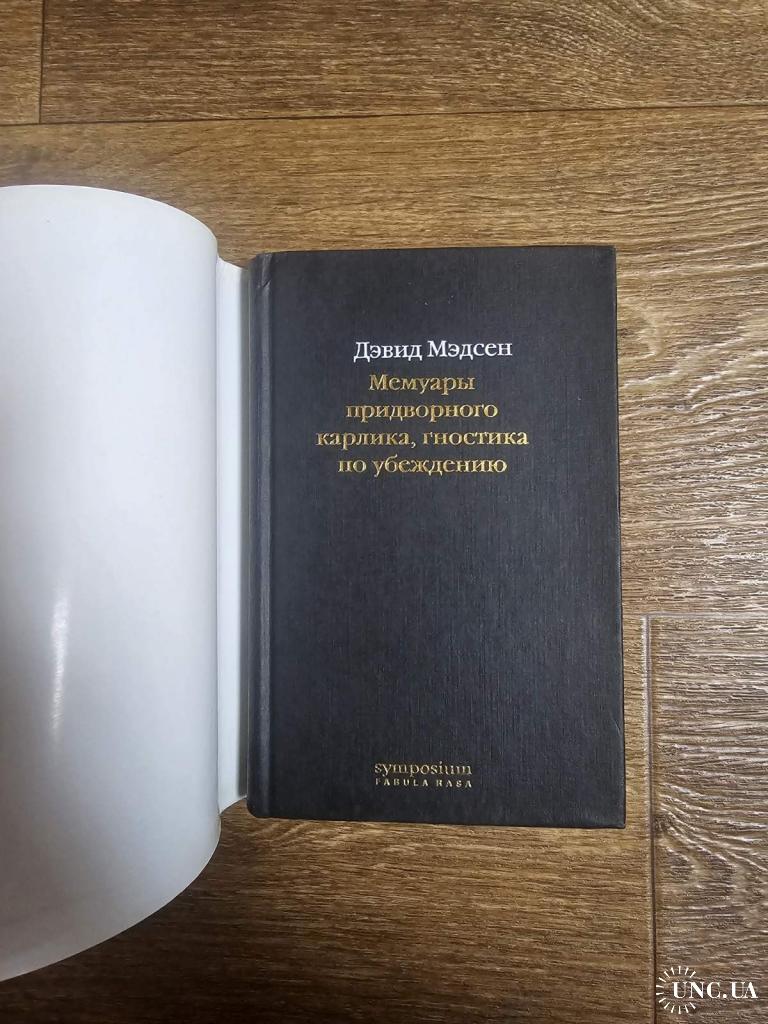 Дэвид Мэдсен
Мемуары
придворного
карлика, гностика
по убеждению
symposium
FABULA RASA
UNC.UA